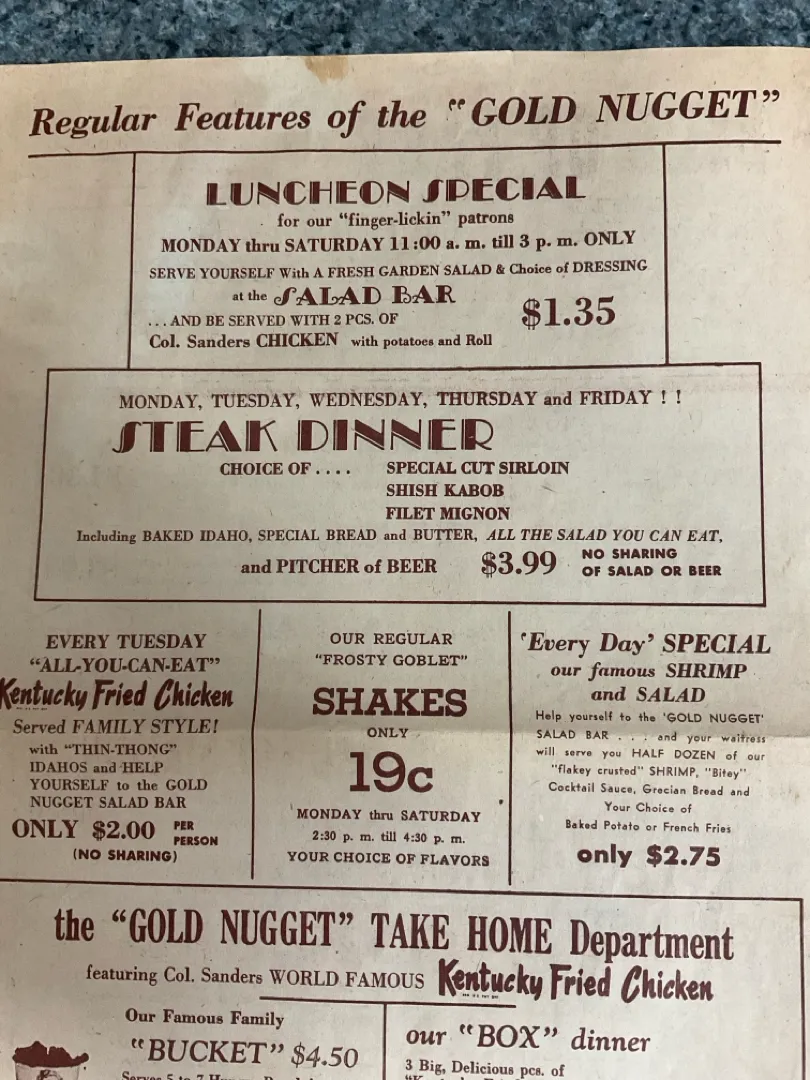 Regular Features of the "GOLD NUGGET"
LUNCHEON SPECIAL
for our "finger-lickin" patrons
MONDAY thru SATURDAY 11:00 a. m. till 3 p. m. ONLY
SERVE YOURSELF With A FRESH GARDEN SALAD & Choice of DRESSING
at the SALAD BAR
...AND BE SERVED WITH 2 PCS. OF
Col. Sanders CHICKEN with potatoes and Roll
$1.35
MONDAY, TUESDAY, WEDNESDAY, THURSDAY and FRIDAY ! !
STEAK DINNER
CHOICE OF . . . . SPECIAL CUT SIRLOIN
SHISH KABOB
FILET MIGNON
Including BAKED IDAHO, SPECIAL BREAD and BUTTER, ALL THE SALAD YOU CAN EAT,
and PITCHER of BEER $3.99 NO SHARING
OF SALAD OR BEER
EVERY TUESDAY
"ALL-YOU-CAN-EAT"
Kentucky Fried Chicken
Served FAMILY STYLE!
with "THIN-THONG"
IDAHOS and HELP
YOURSELF to the GOLD
NUGGET SALAD BAR
ONLY $2.00 PER
PERSON
(NO SHARING)
OUR REGULAR
"FROSTY GOBLET"
SHAKES
ONLY
19c
MONDAY thru SATURDAY
2:30 p. m. till 4:30 p. m.
YOUR CHOICE OF FLAVORS
'Every Day' SPECIAL
our famous SHRIMP
and SALAD
Help yourself to the 'GOLD NUGGET'
SALAD BAR . . . and your waitress
will serve you HALF DOZEN of our
"flakey crusted" SHRIMP, "Bitey"
Cocktail Sauce, Grecian Bread and
Your Choice of
Baked Potato or French Fries
only $2.75
the "GOLD NUGGET" TAKE HOME Department
featuring Col. Sanders WORLD FAMOUS Kentucky Fried Chicken
Our Famous Family
"BUCKET" $4.50
Serves 5 to 7 Hungry
our "BOX" dinner
3 Big, Delicious pcs. of